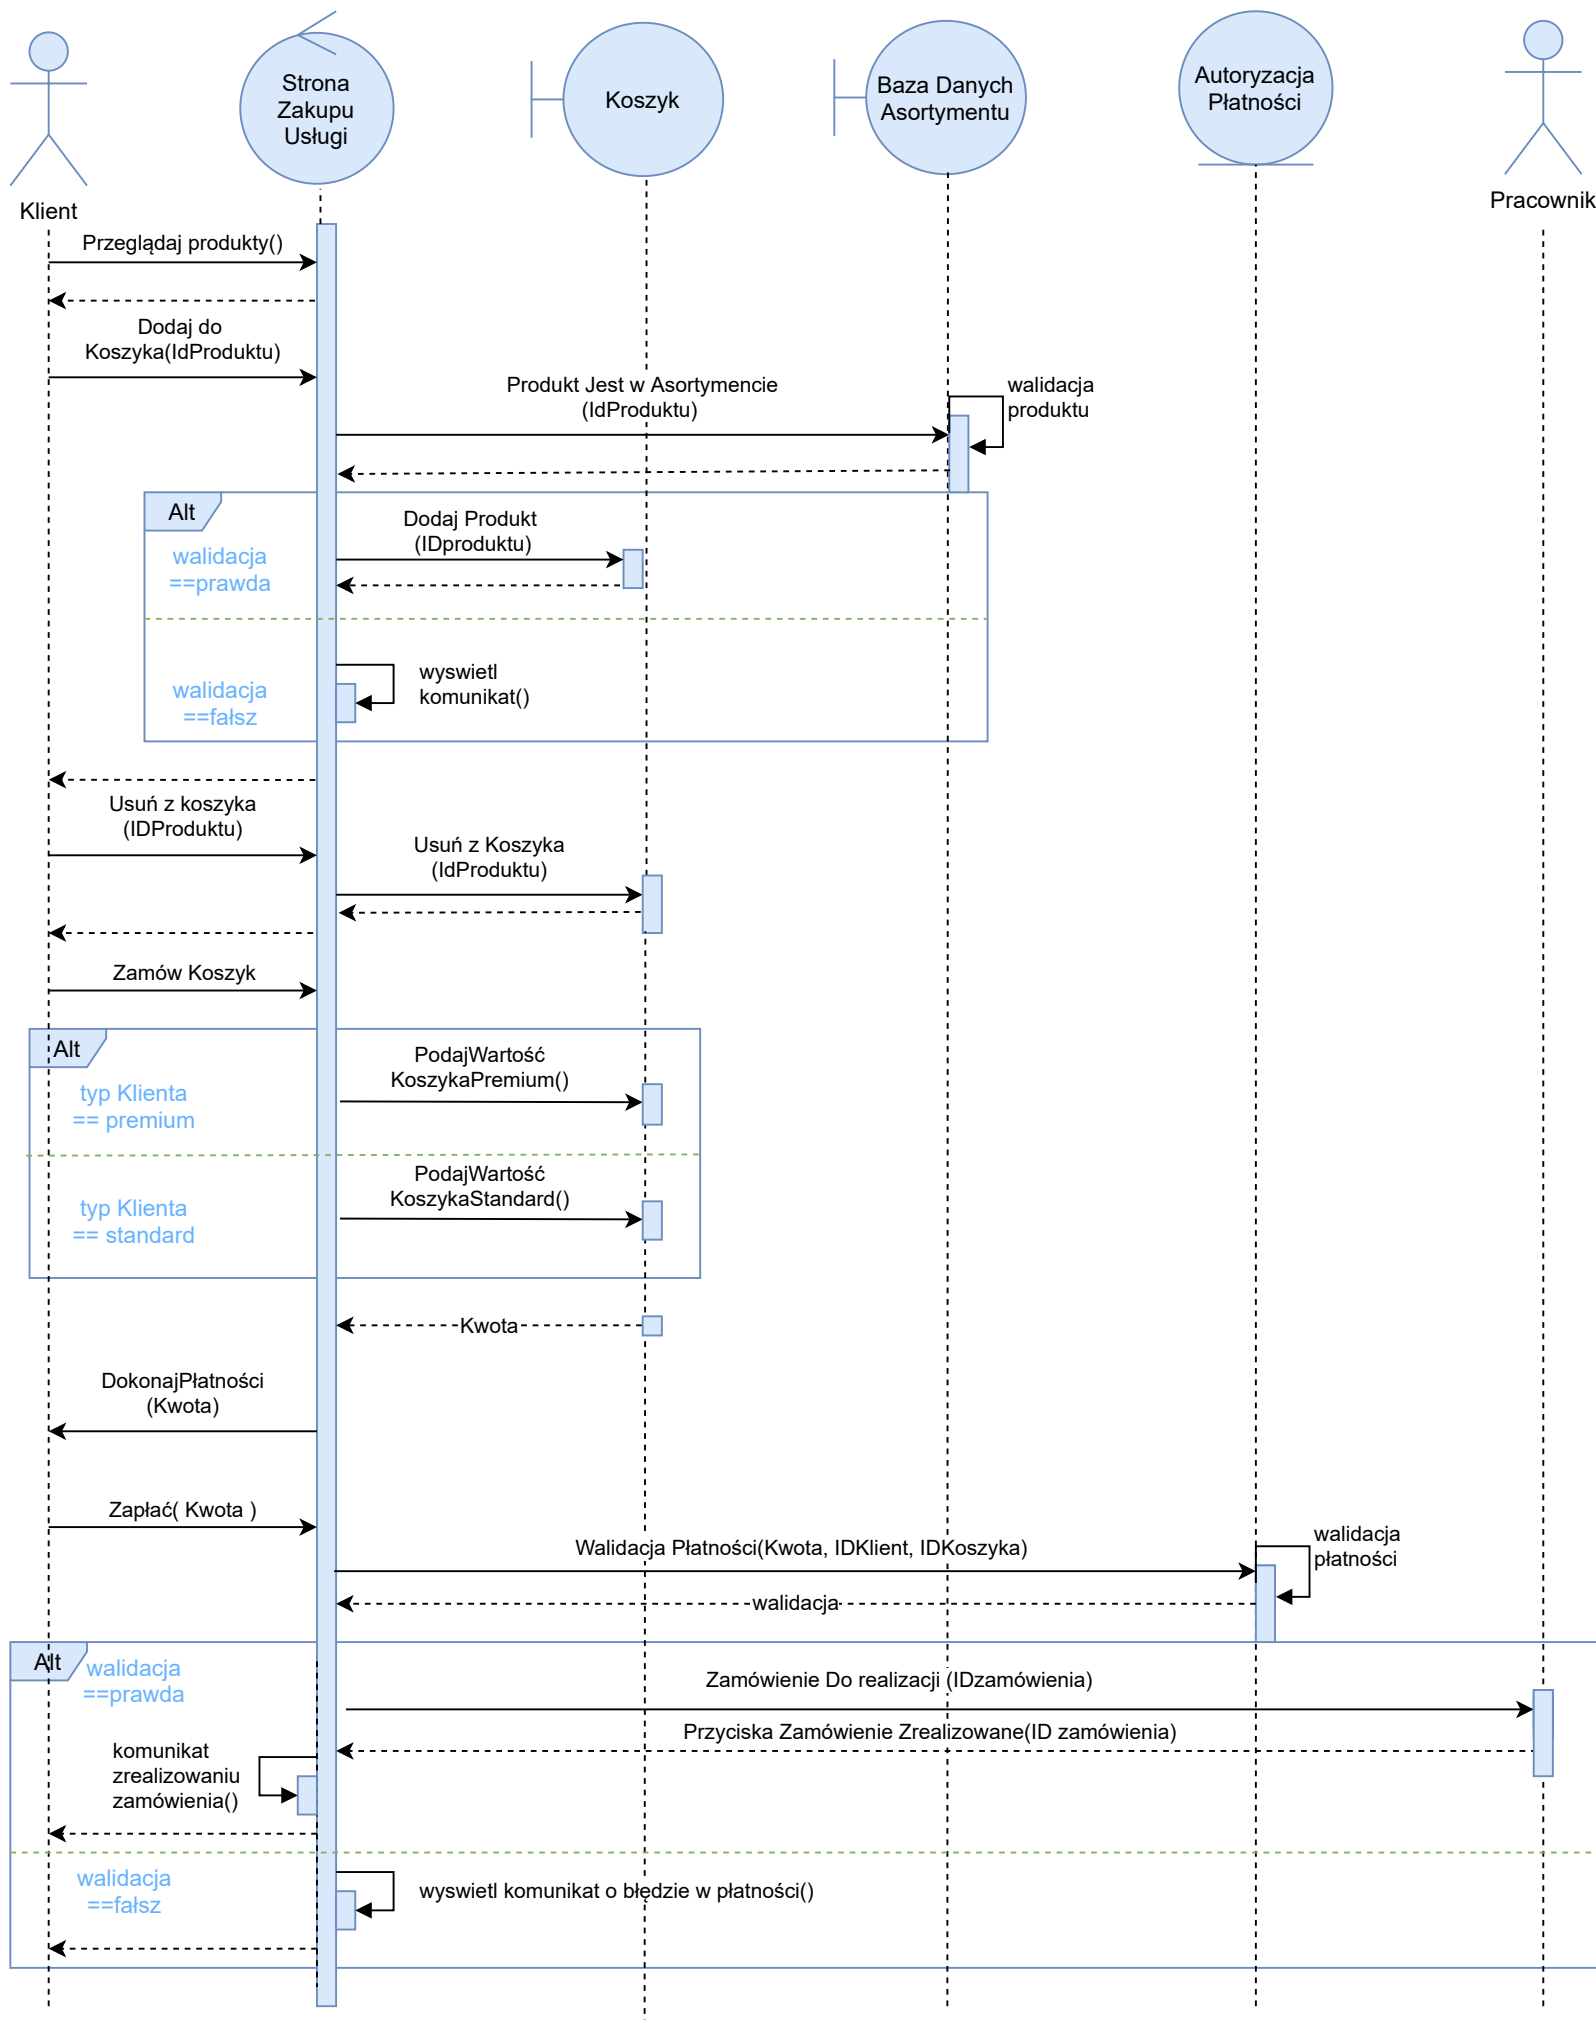 Strona
Zakupu
Usługi
Koszyk
Baza Danych
Asortymentu
Autoryzacja
Płatności
Klient
Pracownik
Przeglądaj produkty()
Dodaj do
Koszyka(IdProduktu)
Produkt Jest w Asortymencie
(IdProduktu)
walidacja
produktu
Alt
walidacja
==prawda
Dodaj Produkt
(IDproduktu)
walidacja
==fałsz
wyswietl
komunikat()
Usuń z koszyka
(IDProduktu)
Usuń z Koszyka
(IdProduktu)
Zamów Koszyk
Alt
typ Klienta
== premium
PodajWartość
KoszykaPremium()
typ Klienta
== standard
PodajWartość
KoszykaStandard()
Kwota
DokonajPłatności
(Kwota)
Zapłać( Kwota )
Walidacja Płatności(Kwota, IDKlient, IDKoszyka)
walidacja
płatności
walidacja
Alt
walidacja
==prawda
Zamówienie Do realizacji (IDzamówienia)
Przyciska Zamówienie Zrealizowane(ID zamówienia)
komunikat
zrealizowaniu
zamówienia()
walidacja
==fałsz
wyswietl komunikat o błędzie w płatności()